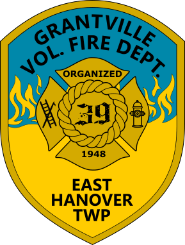 GRANTVILLE
VOL. FIRE DEPT.
ORGANIZED
39
1948
EAST
HANOVER
TWP